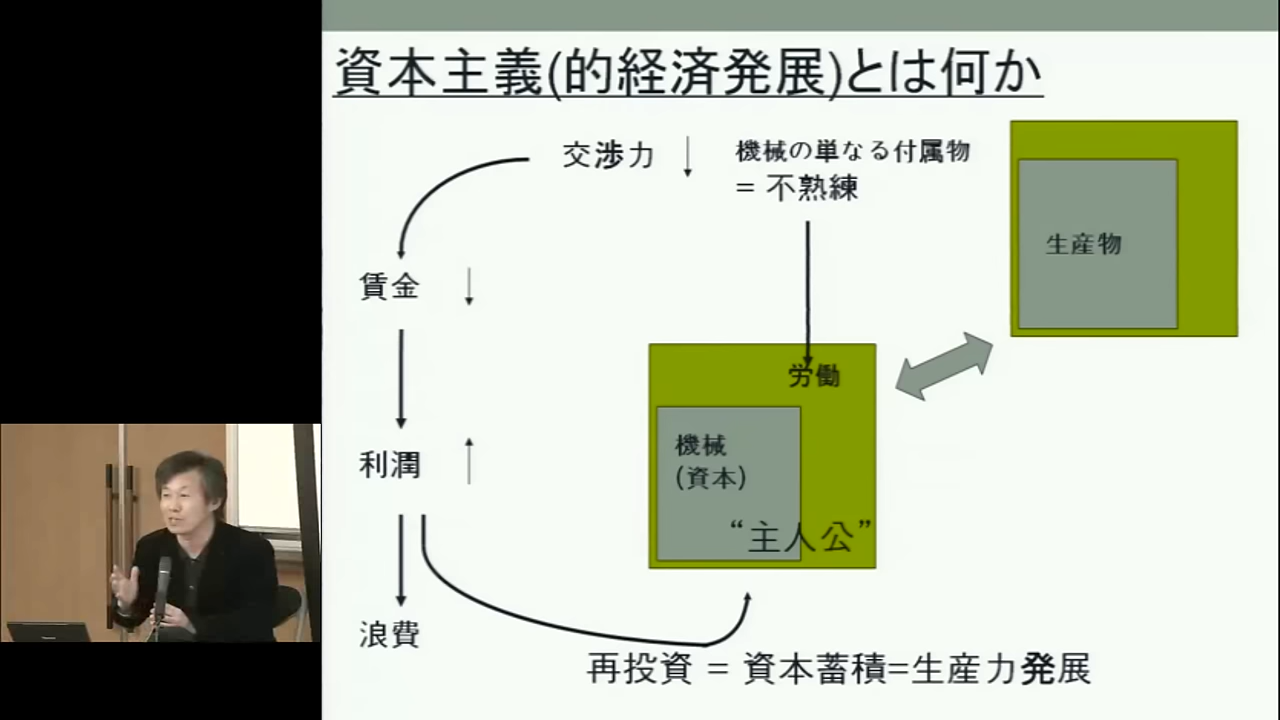 資本主義(的経済発展)とは何か
交渉力
機械の単なる付属物
= 不熟練
生産物
賃金
労働
機械
(資本)
利潤
“主人公”
浪費
再投資 = 資本蓄積=生産力発展